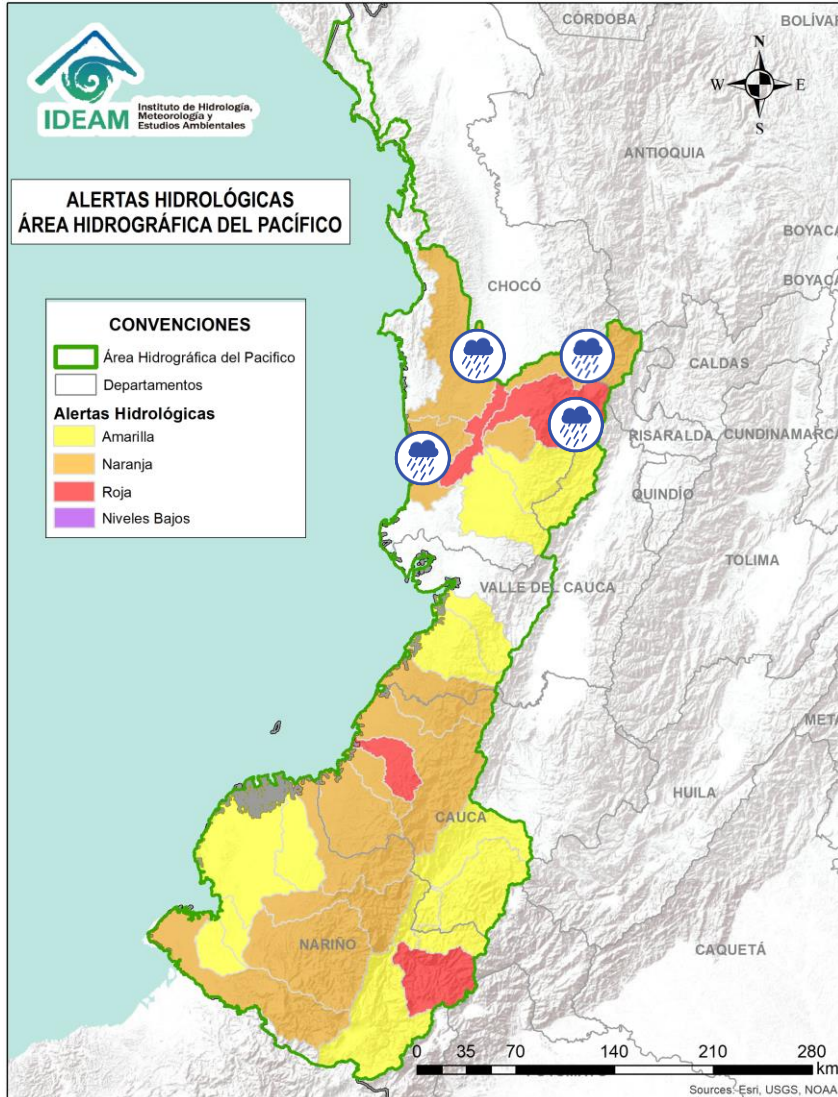 IDEAM
Instituto de Hidrología,
Meteorología y
Estudios Ambientales
ALERTAS HIDROLÓGICAS
ÁREA HIDROGRÁFICA DEL PACÍFICO
CONVENCIONES
Área Hidrográfica del Pacifico
Departamentos
Alertas Hidrológicas
Amarilla
Naranja
Roja
Niveles Bajos
CÓRDOBA
BOLÍVAR
N
W
E
S
ANTIOQUIA
BOYACÁ
CHOCÓ
BOYACÁ
CALDAS
RISARALDA
CUNDINAMARCA
QUINDÍO
TOLIMA
VALLE DEL CAUCA
META
HUILA
CAUCA
NARIÑO
CAQUETÁ
0 35 70 140 210 280
km
Sources: Esri, USGS, NOAA